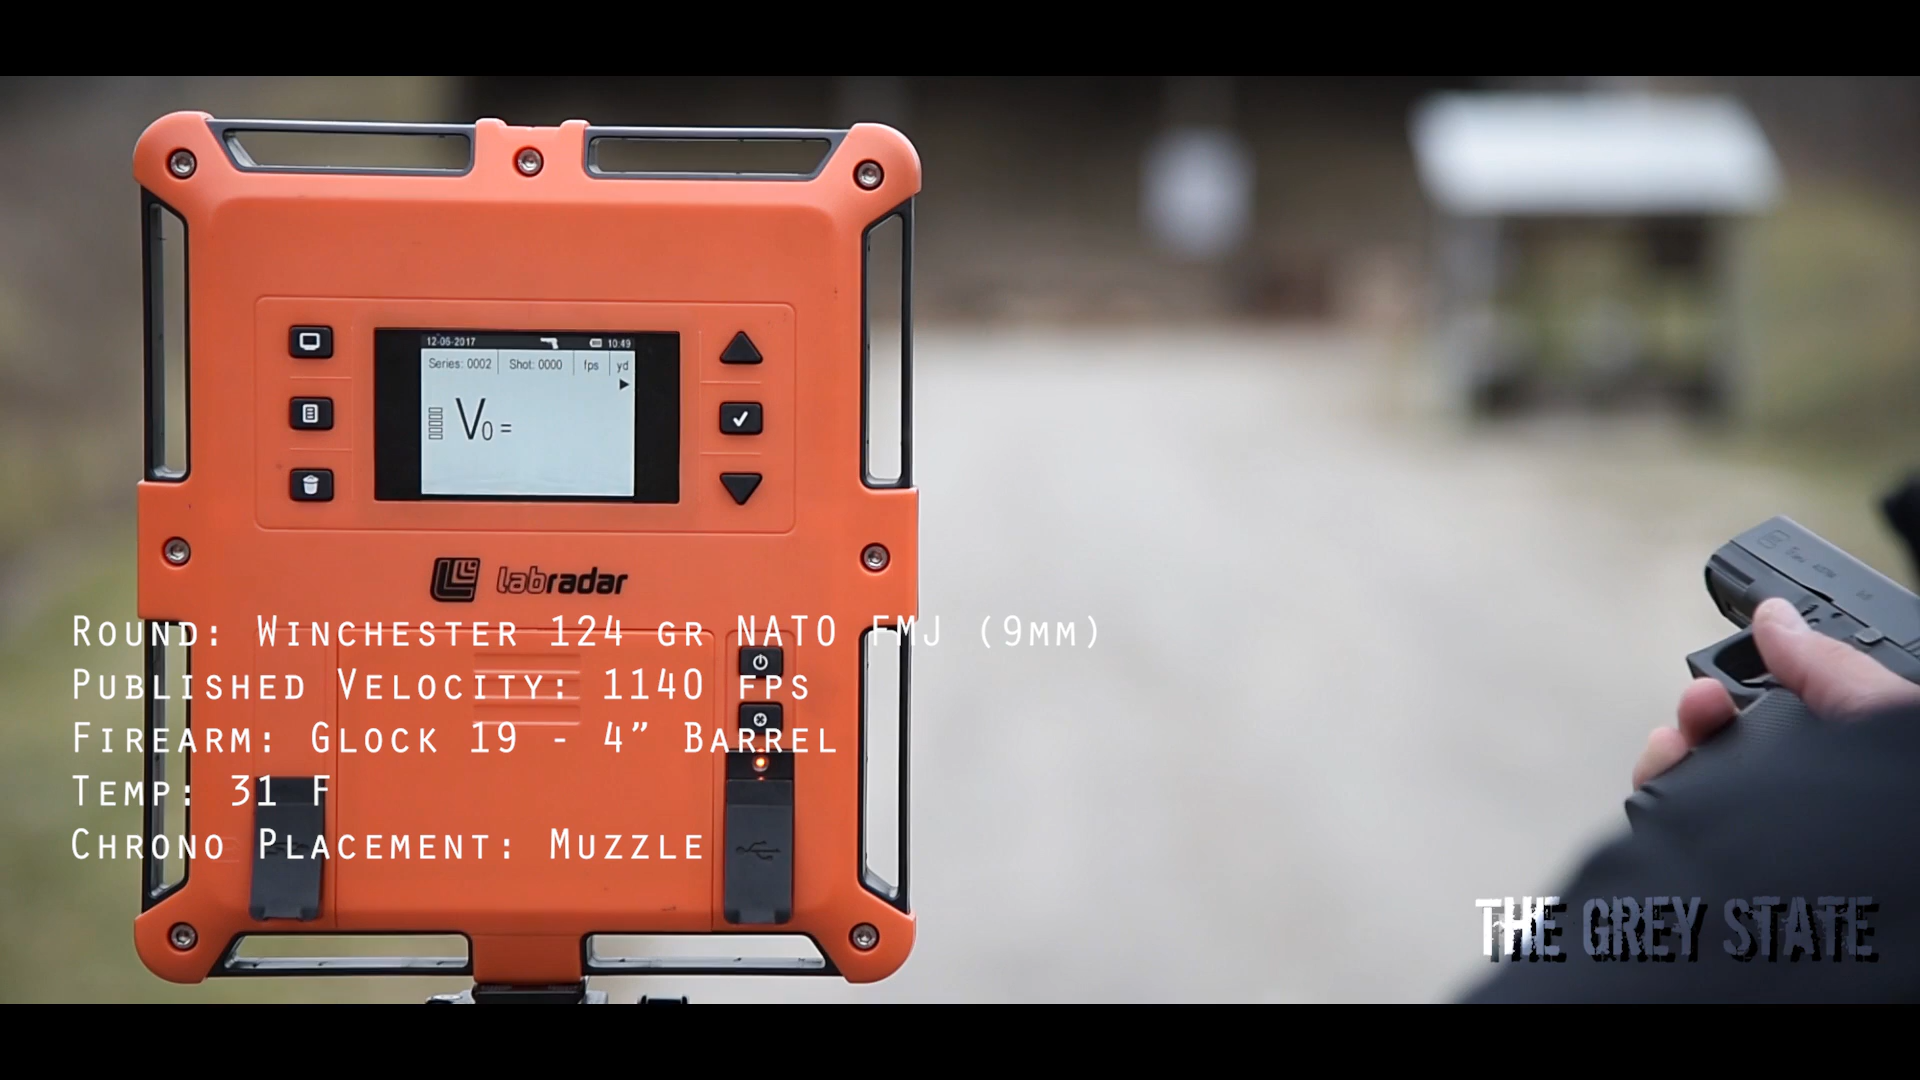 12-05-2017 10:49
Series: 0002 Shot: 0000 fps yd
V0 =
labradar
ROUND: WINCHESTER 124 GR NATO FMJ (9MM)
PUBLISHED VELOCITY: 1140 FPS
FIREARM: GLOCK 19 - 4” BARREL
TEMP: 31 F
CHRONO PLACEMENT: MUZZLE
THE GREY STATE